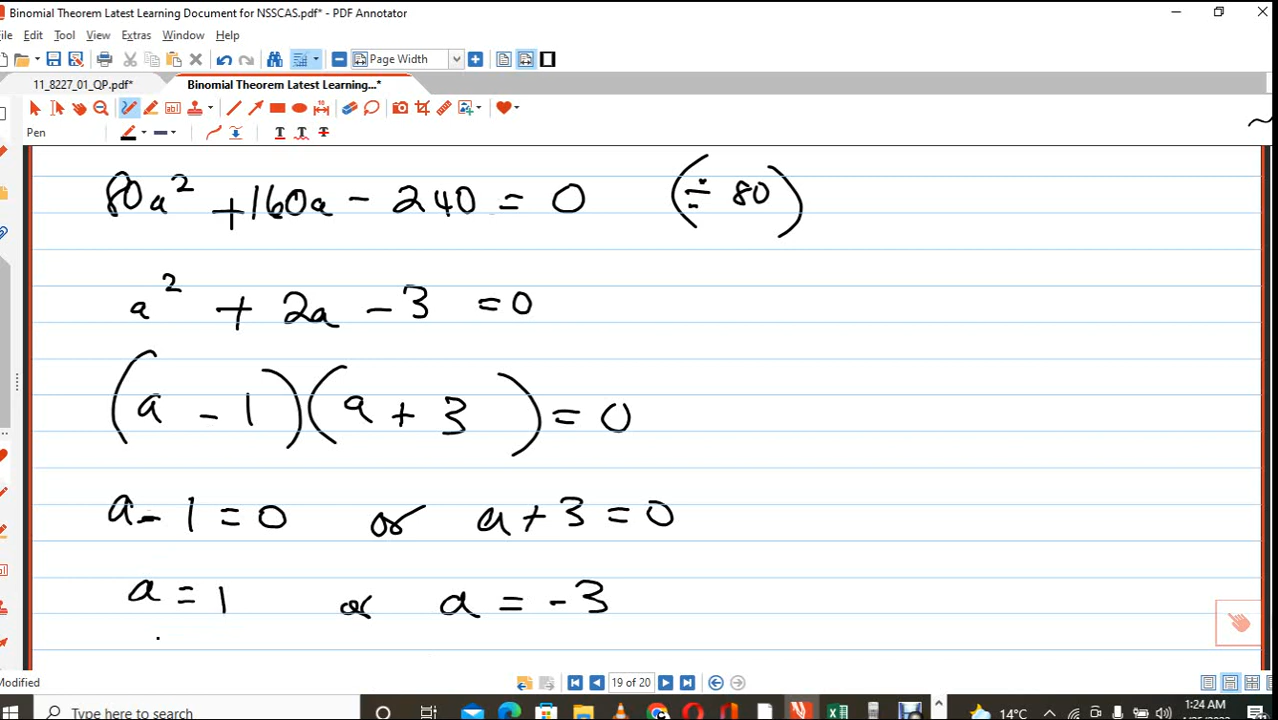 Binomial Theorem Latest Learning Document for NSSCAS.pdf* - PDF Annotator
Edit Tool View Extras Window Help
Page Width
11_8227_01_QP.pdf* Binomial Theorem Latest Learning...*
Pen
80a² + 160a - 240 = 0 (÷ 80)
a² + 2a - 3 = 0
(a - 1)(a + 3) = 0
a - 1 = 0 or a + 3 = 0
a = 1 or a = -3
19 of 20
Modified
Type here to search
14°C
1:24 AM